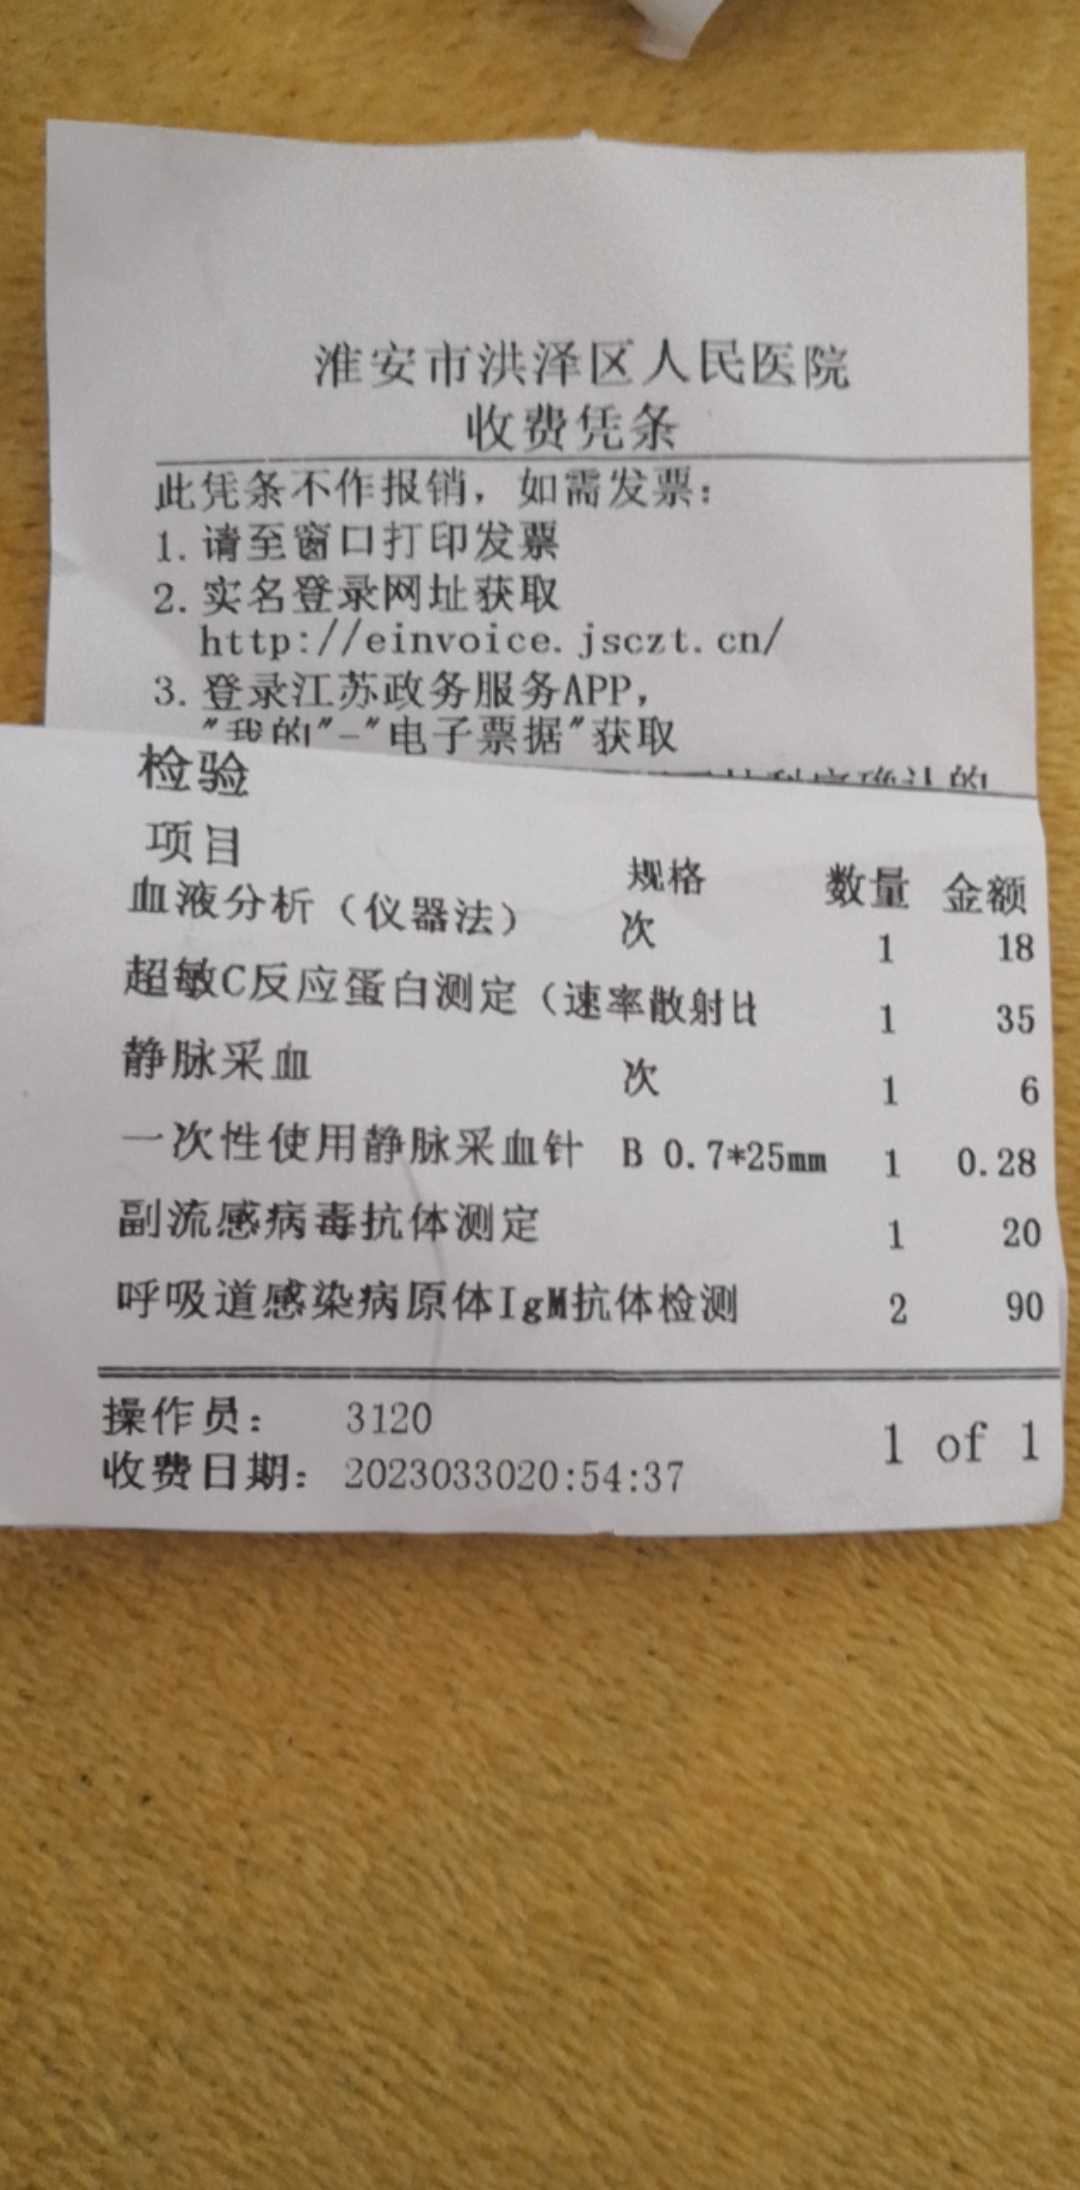 淮安市洪泽区人民医院
收费凭条
此凭条不作报销，如需发票：
1. 请至窗口打印发票
2. 实名登录网址获取
http://einvoice.jsczt.cn/
3. 登录江苏政务服务APP，
"我的"-"电子票据"获取
检验
项目 规格 数量 金额
血液分析（仪器法） 次 1 18
超敏C反应蛋白测定（速率散射比 1 35
静脉采血 次 1 6
一次性使用静脉采血针 B 0.7*25mm 1 0.28
副流感病毒抗体测定 1 20
呼吸道感染病原体IgM抗体检测 2 90
操作员： 3120
收费日期： 2023033020:54:37
1 of 1